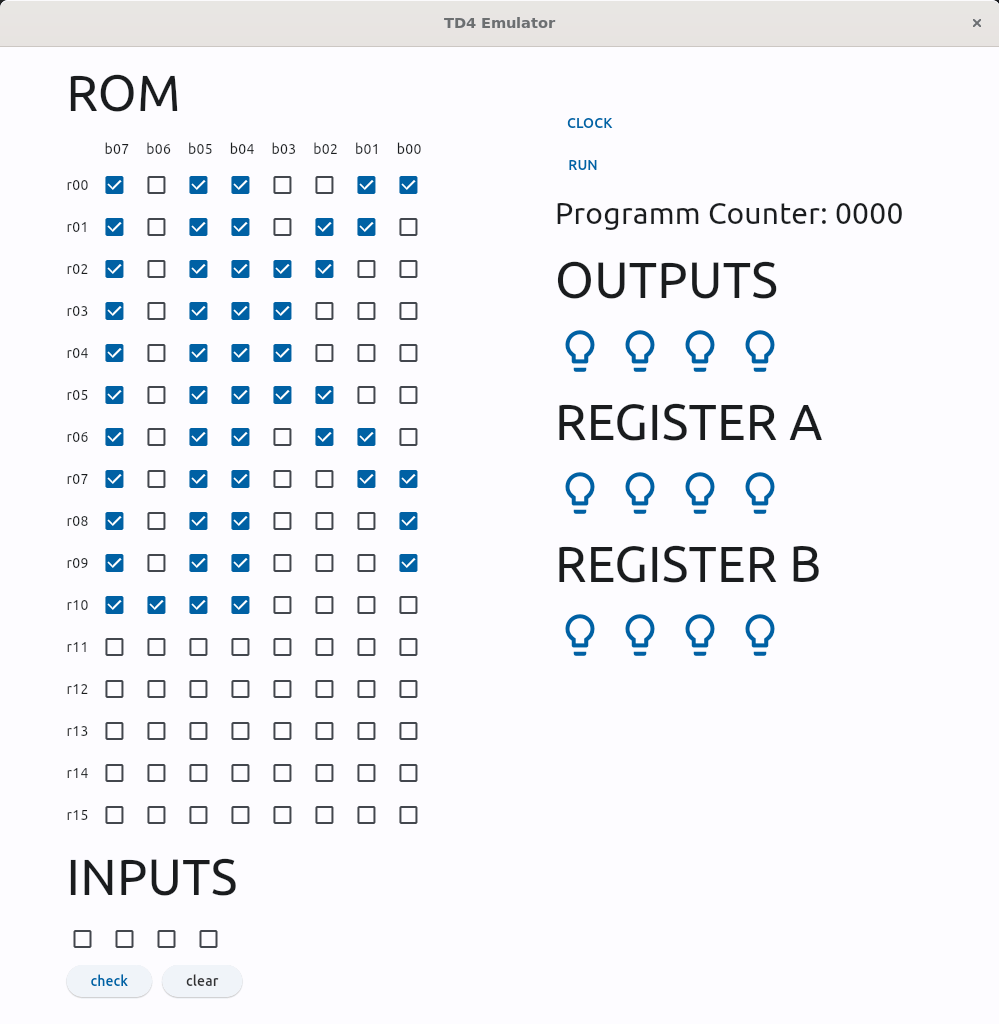 TD4 Emulator
ROM
b07 b06 b05 b04 b03 b02 b01 b00
r00
r01
r02
r03
r04
r05
r06
r07
r08
r09
r10
r11
r12
r13
r14
r15
INPUTS
check clear
CLOCK
RUN
Programm Counter: 0000
OUTPUTS
REGISTER A
REGISTER B